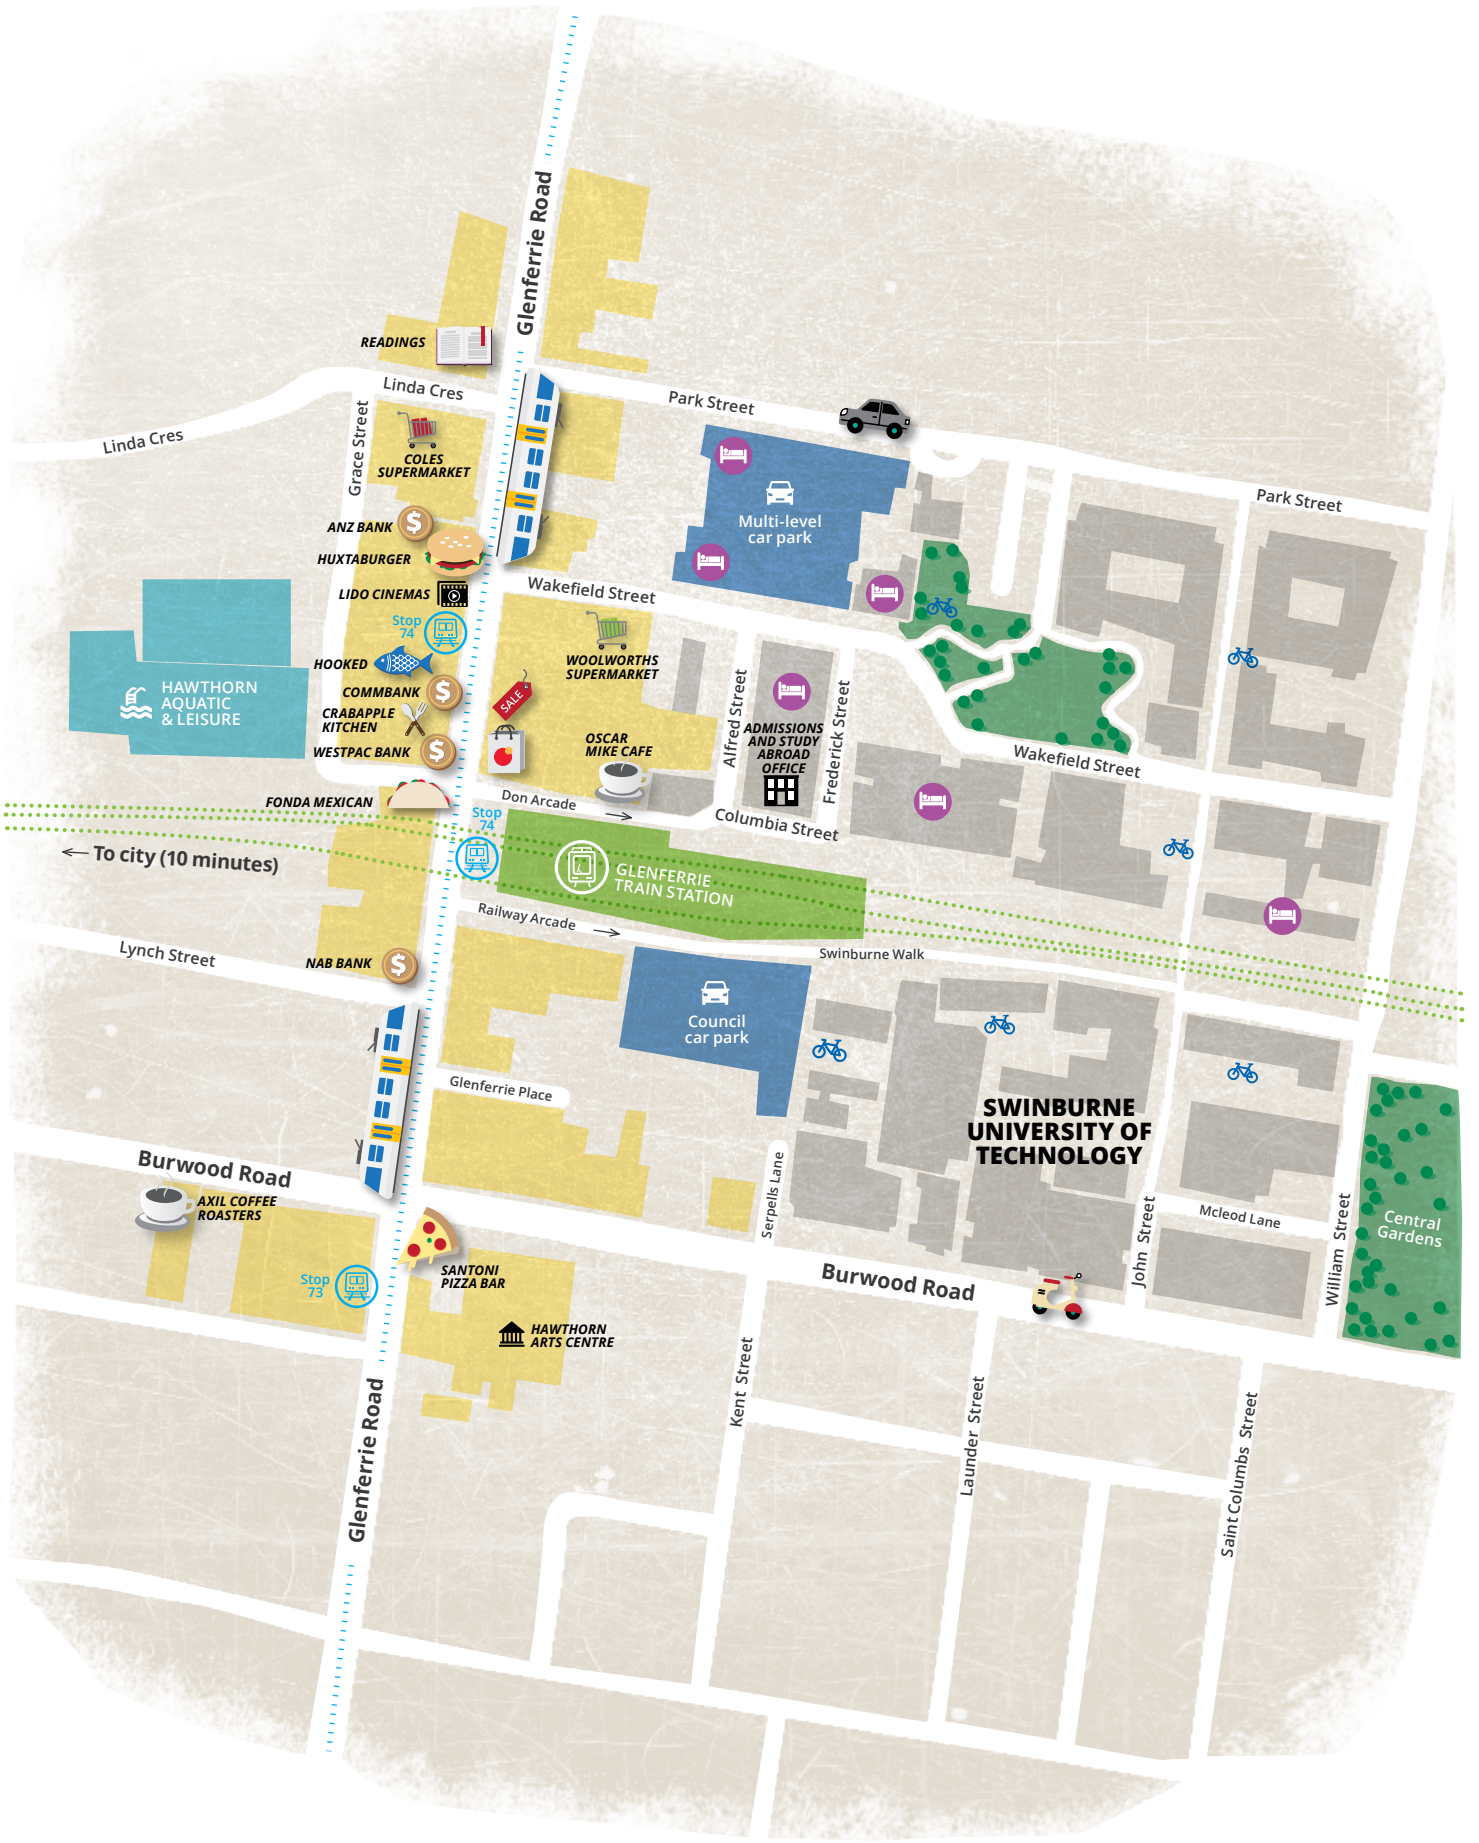 Glenferrie Road
READINGS
Linda Cres
Linda Cres
Grace Street
Park Street
COLES
SUPERMARKET
Multi-level
car park
Park Street
ANZ BANK
HUXTABURGER
LIDO CINEMAS
Stop
74
Wakefield Street
WOOLWORTHS
SUPERMARKET
HOOKED
COMMBANK
CRABAPPLE
KITCHEN
WESTPAC BANK
SALE
HAWTHORN
AQUATIC
& LEISURE
OSCAR
MIKE CAFE
Alfred Street
ADMISSIONS
AND STUDY
ABROAD
OFFICE
Frederick Street
Wakefield Street
FONDA MEXICAN
Don Arcade
Columbia Street
Stop
74
To city (10 minutes)
GLENFERRIE
TRAIN STATION
Railway Arcade
Swinburne Walk
Lynch Street
NAB BANK
Council
car park
Glenferrie Place
SWINBURNE
UNIVERSITY OF
TECHNOLOGY
Burwood Road
AXIL COFFEE
ROASTERS
Serpells Lane
John Street
Mcleod Lane
William Street
Central
Gardens
Stop
73
SANTONI
PIZZA BAR
Burwood Road
HAWTHORN
ARTS CENTRE
Glenferrie Road
Kent Street
Launder Street
Saint Columbs Street